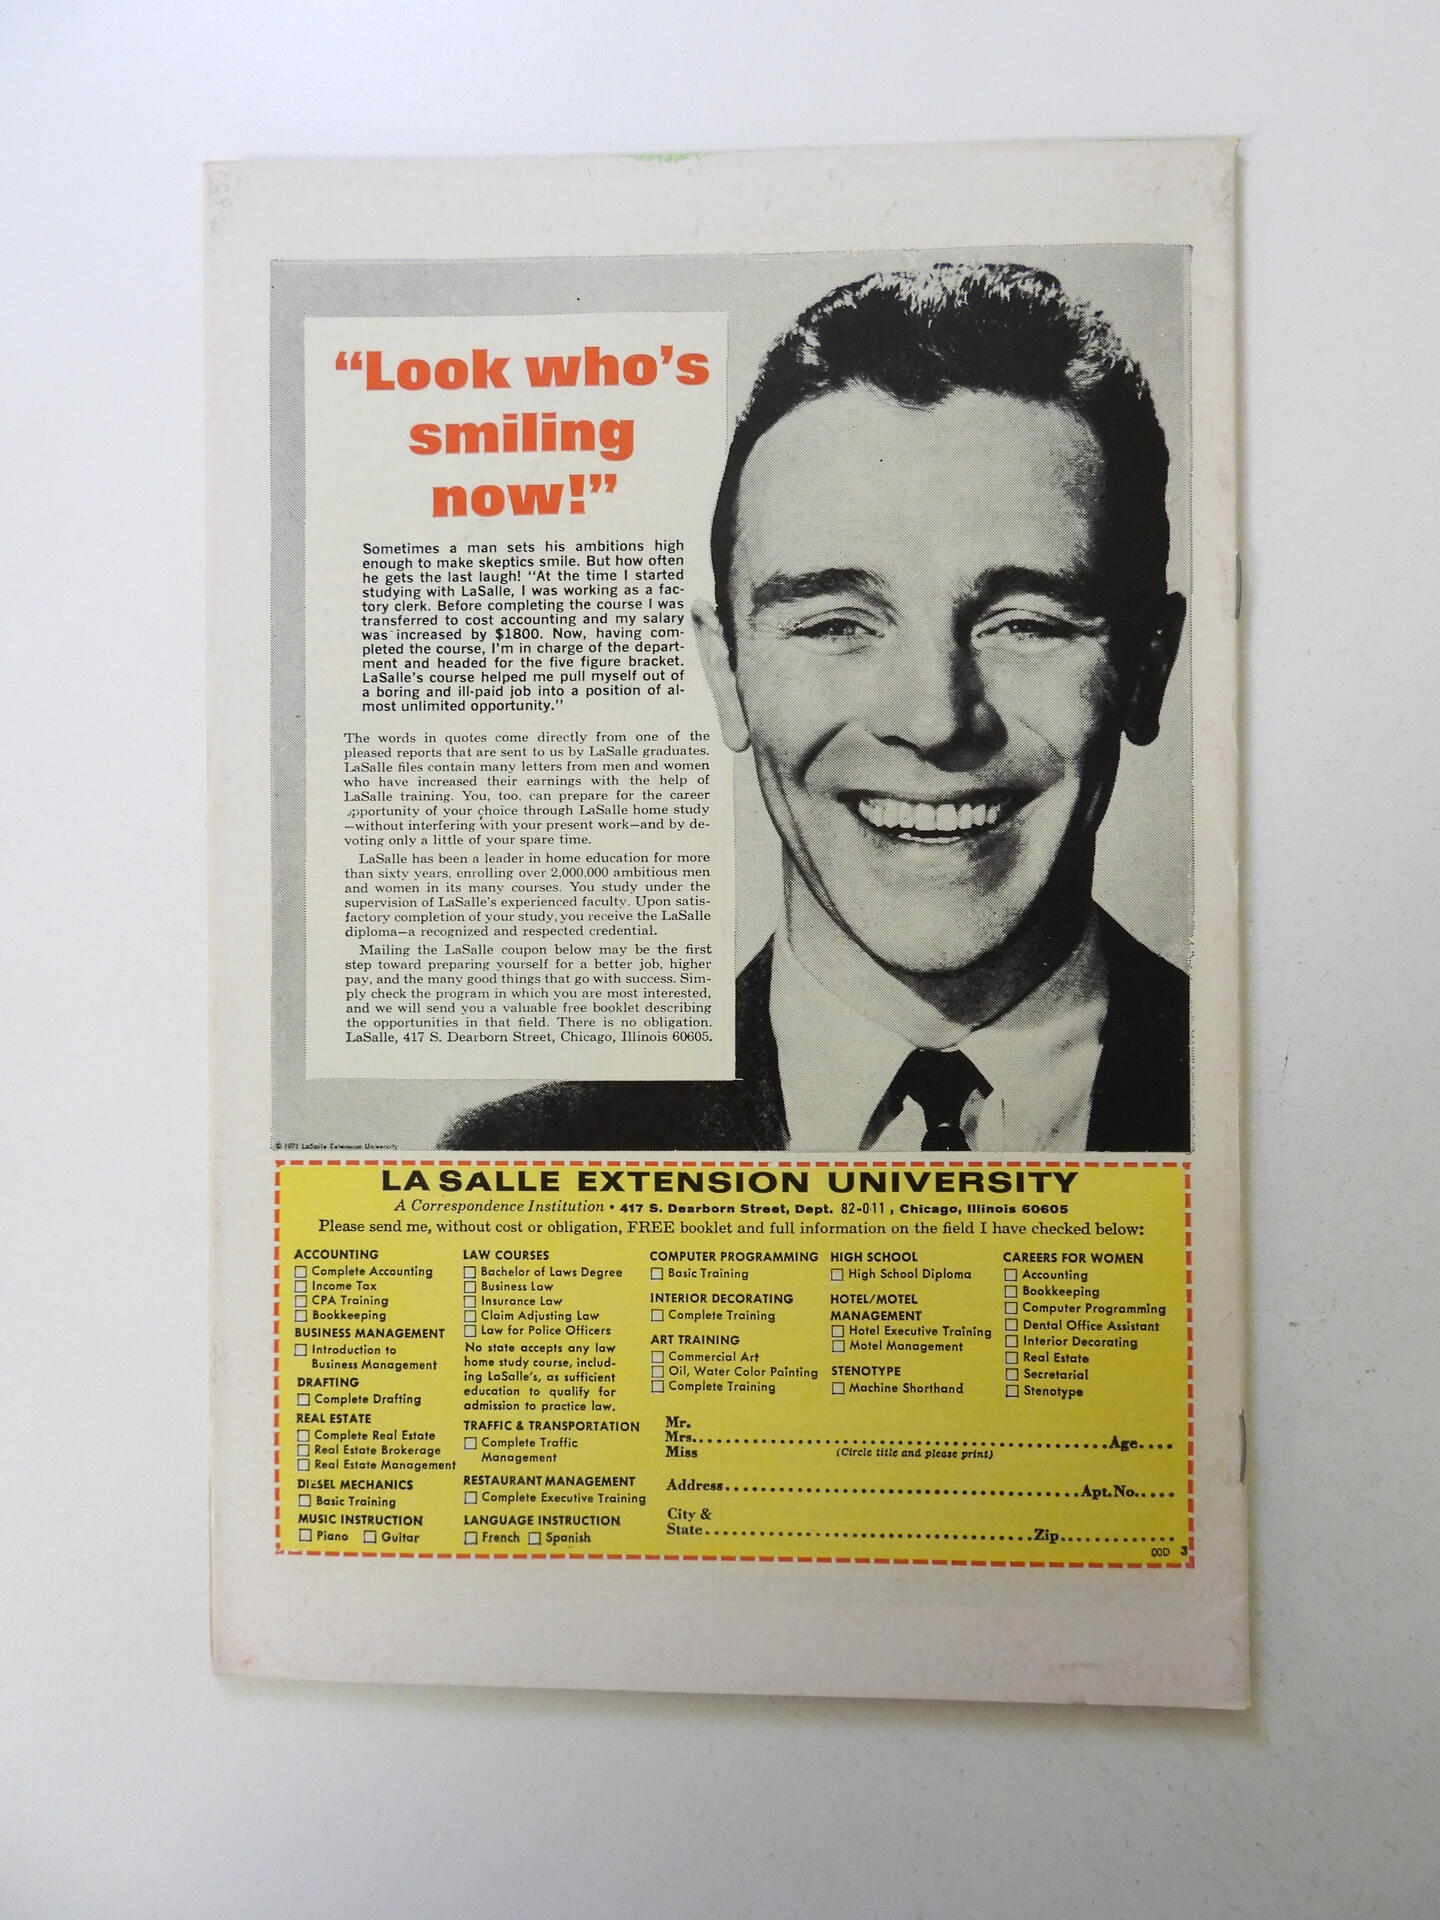 “Look who’s
smiling
now!”
Sometimes a man sets his ambitions high
enough to make skeptics smile. But how often
he gets the last laugh! “At the time I started
studying with LaSalle, I was working as a fac-
tory clerk. Before completing the course I was
transferred to cost accounting and my salary
was increased by $1800. Now, having com-
pleted the course, I’m in charge of the depart-
ment and headed for the five figure bracket.
LaSalle’s course helped me pull myself out of
a boring and ill-paid job into a position of al-
most unlimited opportunity.”
The words in quotes come directly from one of the
pleased reports that are sent to us by LaSalle graduates.
LaSalle files contain many letters from men and women
who have increased their earnings with the help of
LaSalle training. You, too, can prepare for the career
opportunity of your choice through LaSalle home study
—without interfering with your present work—and by de-
voting only a little of your spare time.
LaSalle has been a leader in home education for more
than sixty years, enrolling over 2,000,000 ambitious men
and women in its many courses. You study under the
supervision of LaSalle’s experienced faculty. Upon satis-
factory completion of your study, you receive the LaSalle
diploma—a recognized and respected credential.
Mailing the LaSalle coupon below may be the first
step toward preparing yourself for a better job, higher
pay, and the many good things that go with success. Sim-
ply check the program in which you are most interested,
and we will send you a valuable free booklet describing
the opportunities in that field. There is no obligation.
LaSalle, 417 S. Dearborn Street, Chicago, Illinois 60605.
© 1971 LaSalle Extension University
LA SALLE EXTENSION UNIVERSITY
A Correspondence Institution • 417 S. Dearborn Street, Dept. 82-011, Chicago, Illinois 60605
Please send me, without cost or obligation, FREE booklet and full information on the field I have checked below:
ACCOUNTING
Complete Accounting
Income Tax
CPA Training
Bookkeeping
BUSINESS MANAGEMENT
Introduction to
Business Management
DRAFTING
Complete Drafting
REAL ESTATE
Complete Real Estate
Real Estate Brokerage
Real Estate Management
DIESEL MECHANICS
Basic Training
MUSIC INSTRUCTION
Piano Guitar
LAW COURSES
Bachelor of Laws Degree
Business Law
Insurance Law
Claim Adjusting Law
Law for Police Officers
No state accepts any law
home study course, includ-
ing LaSalle’s, as sufficient
education to qualify for
admission to practice law.
TRAFFIC & TRANSPORTATION
Complete Traffic
Management
RESTAURANT MANAGEMENT
Complete Executive Training
LANGUAGE INSTRUCTION
French Spanish
COMPUTER PROGRAMMING
Basic Training
INTERIOR DECORATING
Complete Training
ART TRAINING
Commercial Art
Oil, Water Color Painting
Complete Training
HIGH SCHOOL
High School Diploma
HOTEL/MOTEL
MANAGEMENT
Hotel Executive Training
Motel Management
STENOTYPE
Machine Shorthand
CAREERS FOR WOMEN
Accounting
Bookkeeping
Computer Programming
Dental Office Assistant
Interior Decorating
Real Estate
Secretarial
Stenotype
Mr.
Mrs. Age
Miss (Circle title and please print)
Address Apt. No.
City &
State Zip
00D 3